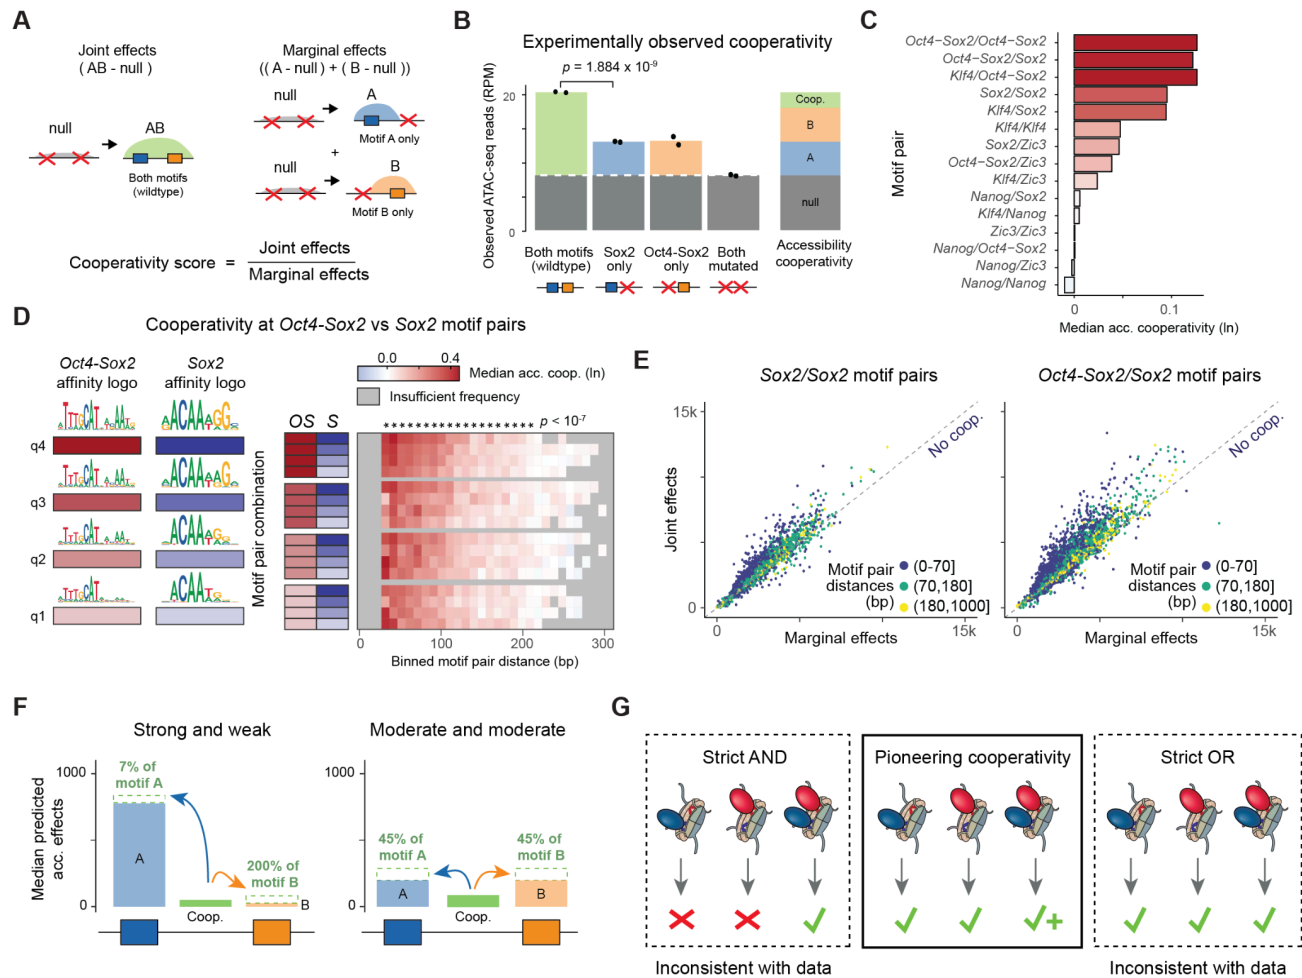 A
Joint effects
( AB - null )
Marginal effects
(( A - null ) + ( B - null ))
null
AB
Both motifs
(wildtype)
null
A
Motif A only
+
null
B
Motif B only
Cooperativity score =
Joint effects
Marginal effects
B
Experimentally observed cooperativity
p = 1.884 x 10-9
Observed ATAC-seq reads (RPM)
20
0
Coop.
B
A
null
Both motifs
(wildtype)
Sox2
only
Oct4-Sox2
only
Both
mutated
Accessibility
cooperativity
C
Motif pair
Oct4−Sox2/Oct4−Sox2
Oct4−Sox2/Sox2
Klf4/Oct4−Sox2
Sox2/Sox2
Klf4/Sox2
Klf4/Klf4
Sox2/Zic3
Oct4−Sox2/Zic3
Klf4/Zic3
Nanog/Sox2
Klf4/Nanog
Zic3/Zic3
Nanog/Oct4−Sox2
Nanog/Zic3
Nanog/Nanog
0
0.1
Median acc. cooperativity (ln)
D
Cooperativity at Oct4-Sox2 vs Sox2 motif pairs
Oct4-Sox2
affinity logo
Sox2
affinity logo
q4
q3
q2
q1
Motif pair combination
OS
S
0.0
0.4
Median acc. coop. (ln)
Insufficient frequency
p < 10-7
0
100
200
300
Binned motif pair distance (bp)
E
Sox2/Sox2 motif pairs
Oct4-Sox2/Sox2 motif pairs
Joint effects
15k
0
No coop.
Motif pair
distances
(bp)
(0-70]
(70,180]
(180,1000]
0
15k
Marginal effects
15k
0
No coop.
Motif pair
distances
(bp)
(0-70]
(70,180]
(180,1000]
0
15k
Marginal effects
F
Strong and weak
Moderate and moderate
Median predicted
acc. effects
1000
0
7% of
motif A
A
200% of
motif B
B
Coop.
1000
0
45% of
motif A
A
45% of
motif B
B
Coop.
G
Strict AND
Pioneering cooperativity
Strict OR
Inconsistent with data
Inconsistent with data